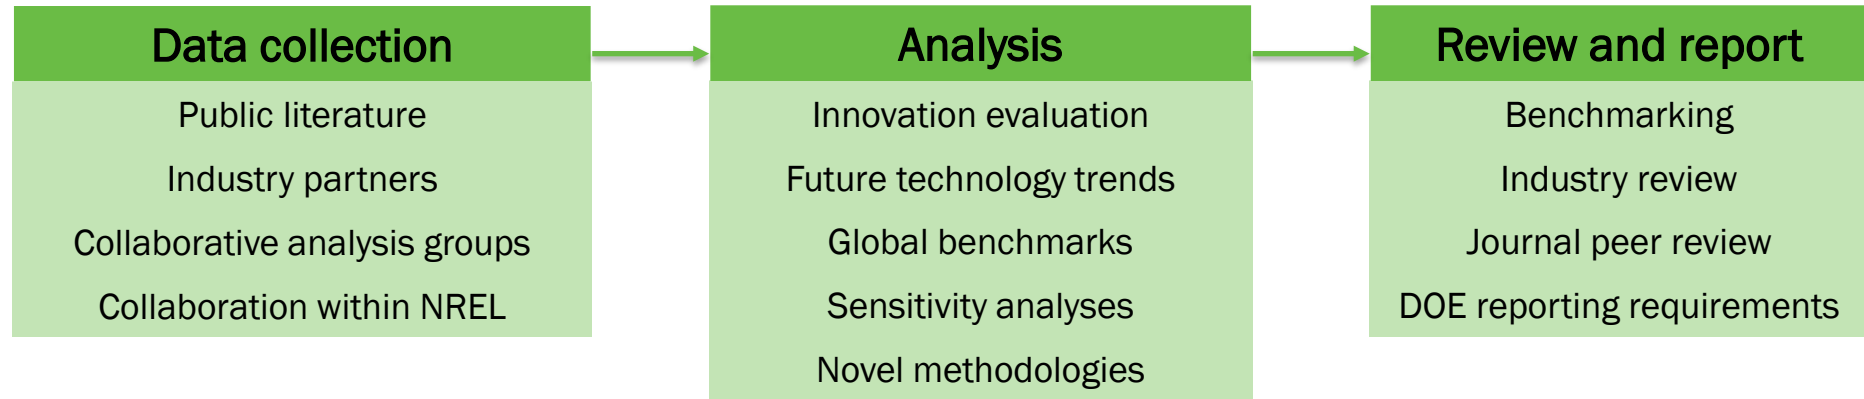 Data collection
Public literature
Industry partners
Collaborative analysis groups
Collaboration within NREL
Analysis
Innovation evaluation
Future technology trends
Global benchmarks
Sensitivity analyses
Novel methodologies
Review and report
Benchmarking
Industry review
Journal peer review
DOE reporting requirements